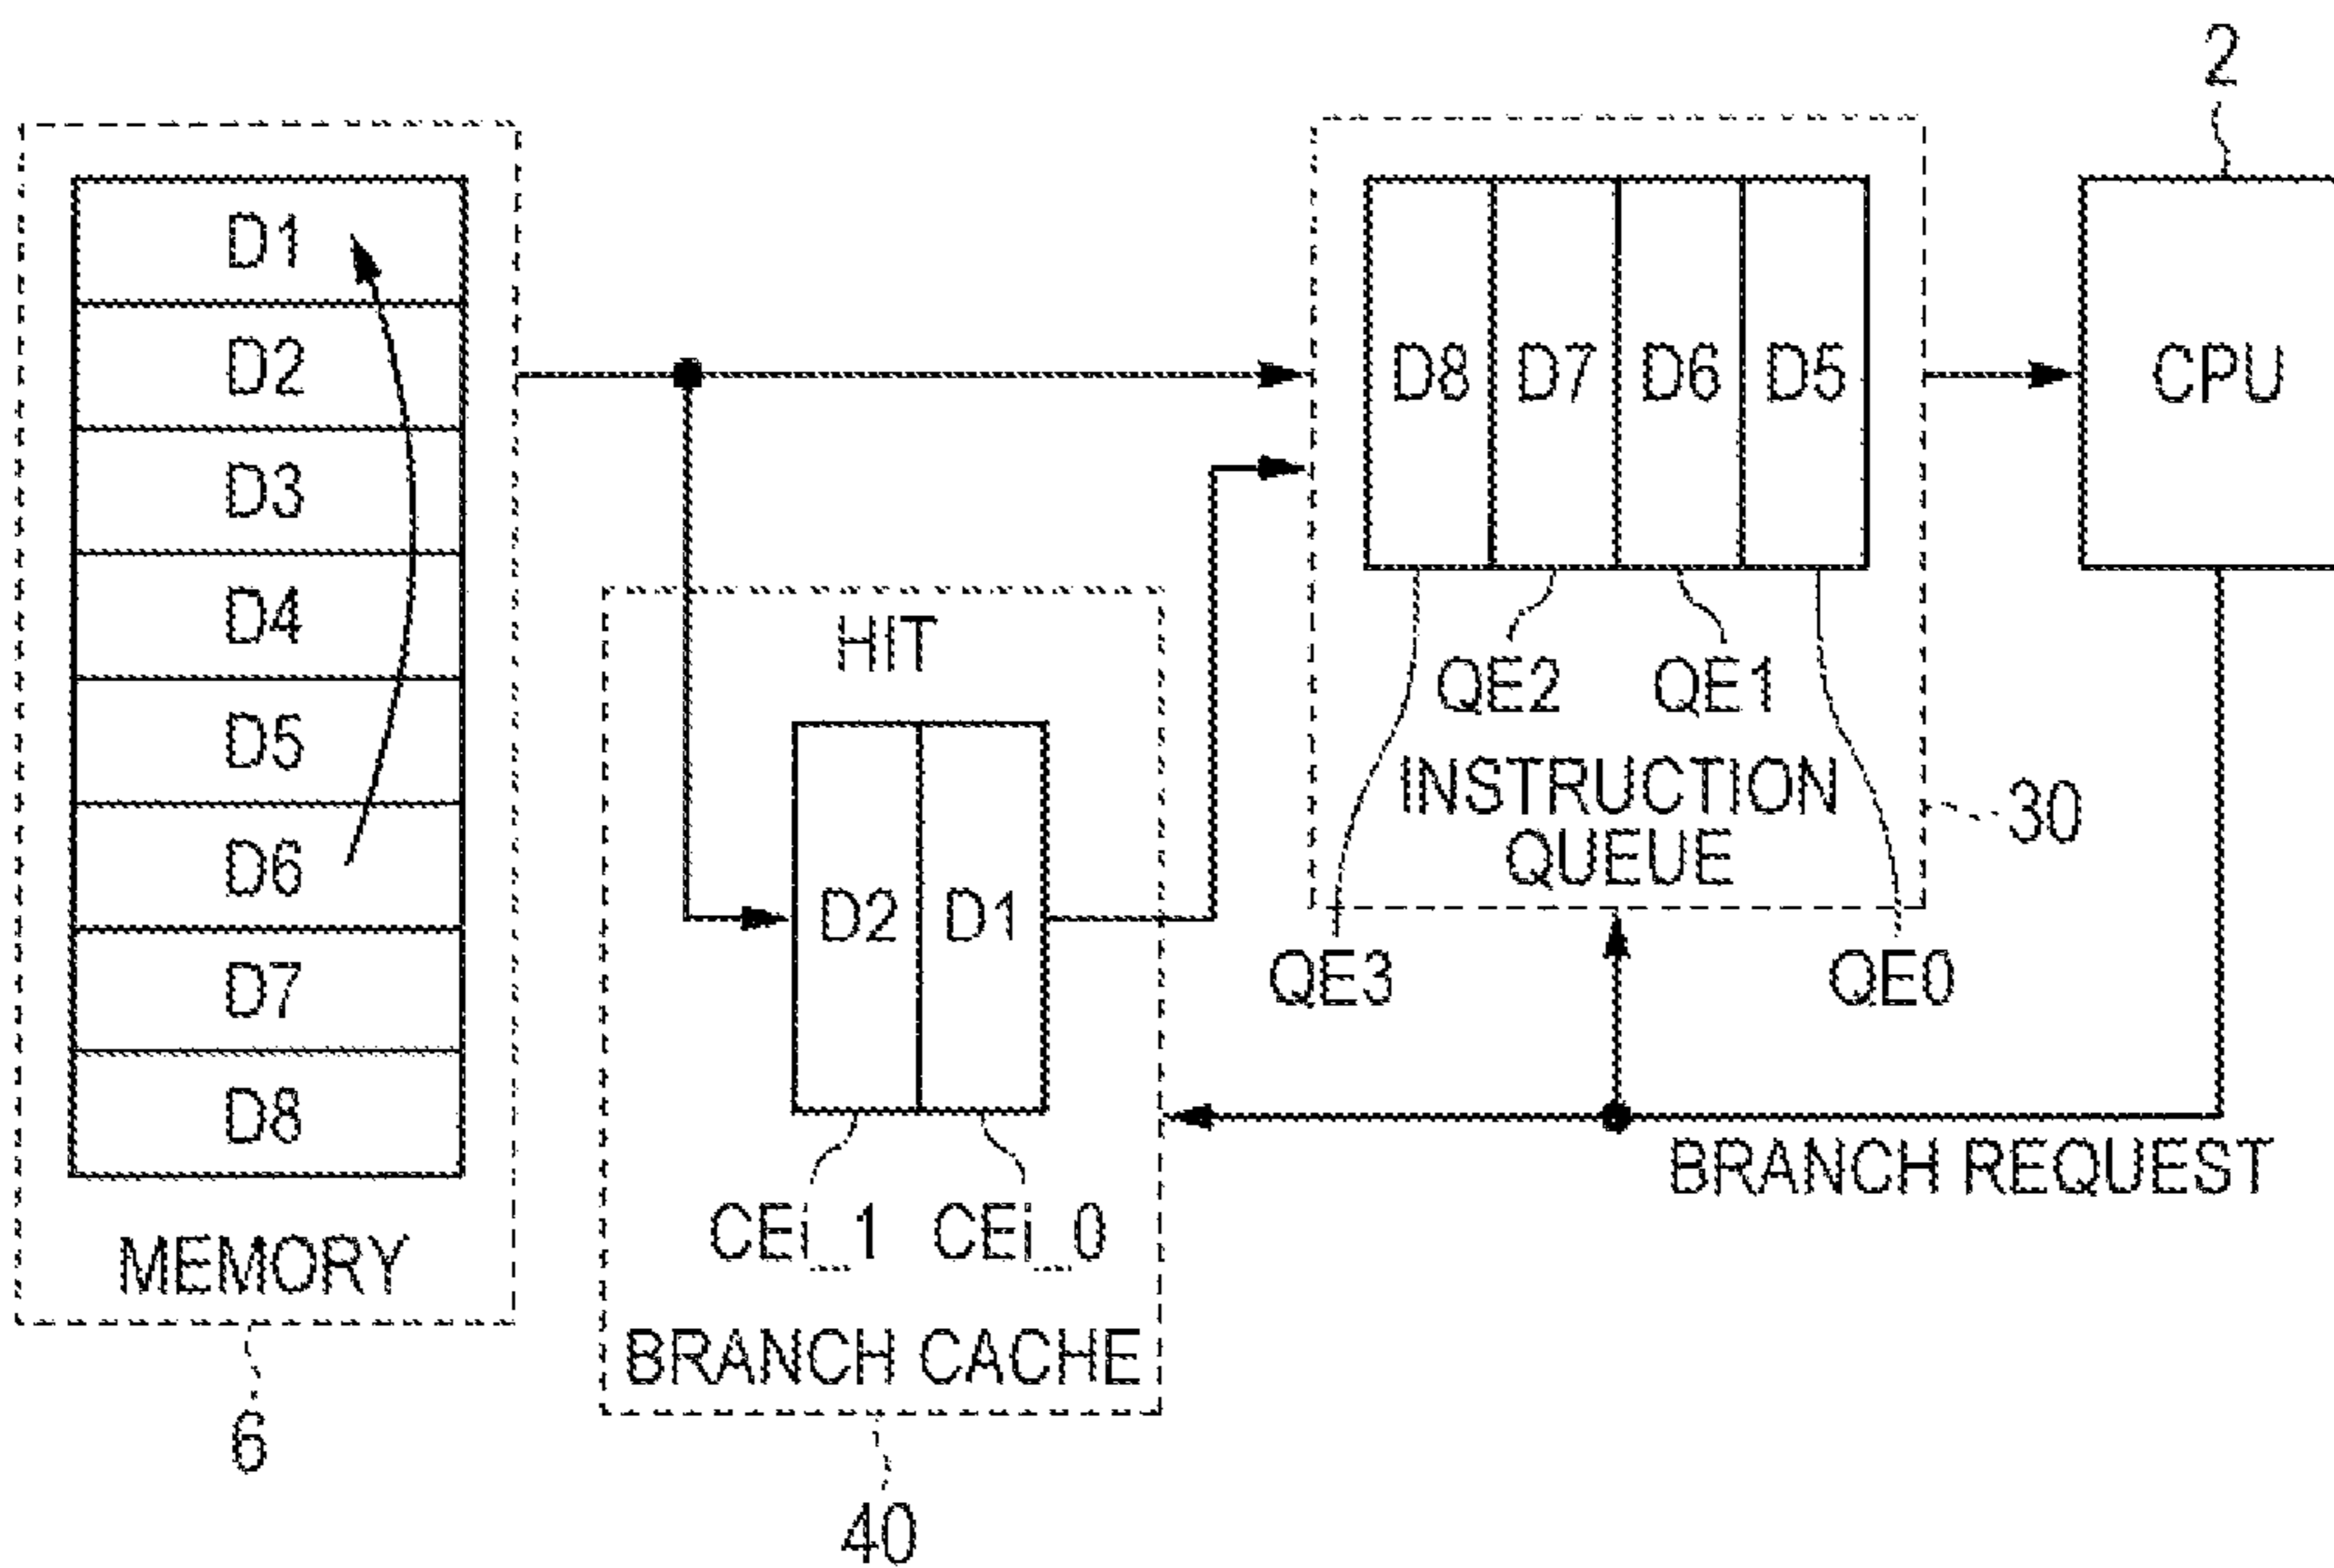 2
D1
D2
D3
D4
D5
D6
D7
D8
MEMORY
6
HIT
D2 D1
CEi_1 CEi_0
BRANCH CACHE
40
D8 D7 D6 D5
QE2 QE1
INSTRUCTION
QUEUE
QE3 QE0
30
CPU
BRANCH REQUEST